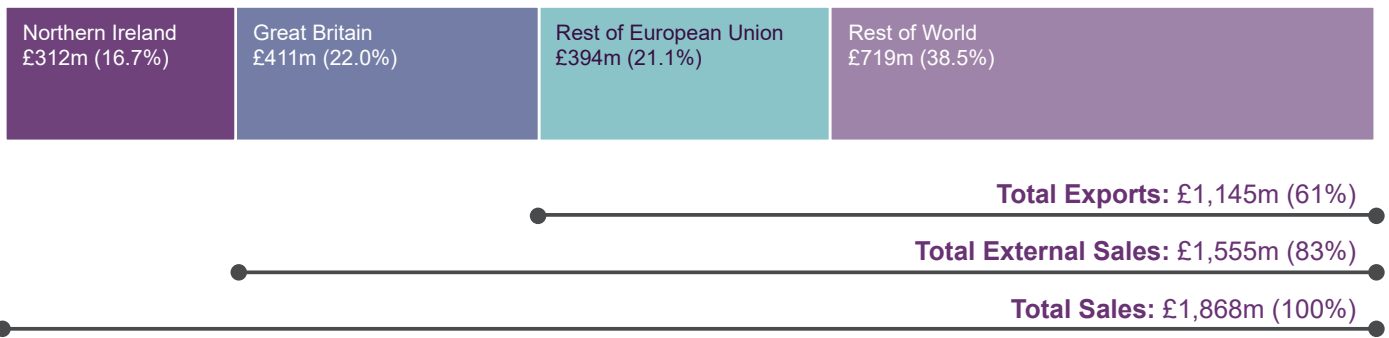 Northern Ireland
£312m (16.7%)
Great Britain
£411m (22.0%)
Rest of European Union
£394m (21.1%)
Rest of World
£719m (38.5%)
Total Exports: £1,145m (61%)
Total External Sales: £1,555m (83%)
Total Sales: £1,868m (100%)